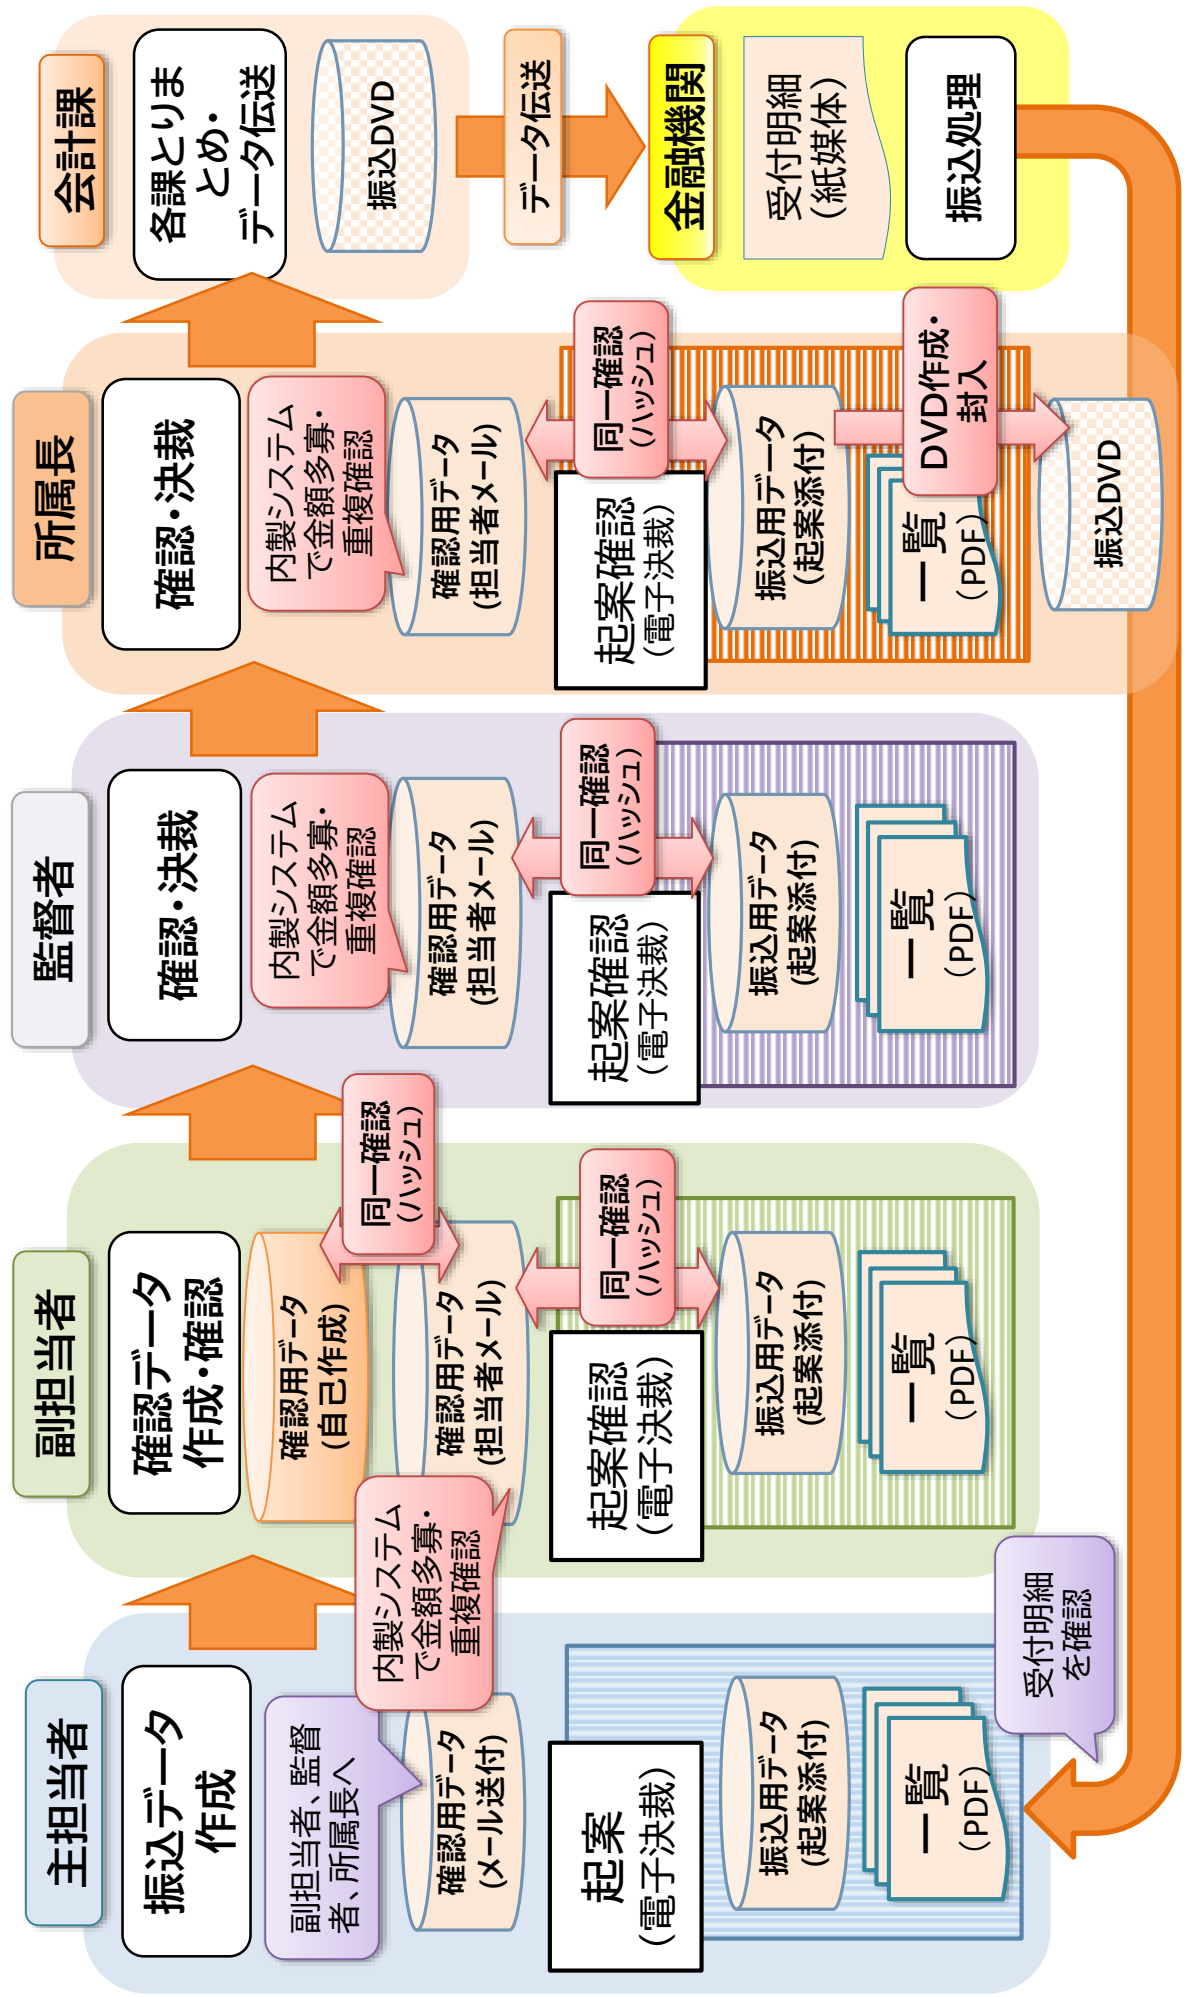 主担当者
振込データ
作成
副担当者、監督
者、所属長へ
確認用データ
(メール送付)
内製システム
で金額多寡・
重複確認
起案
(電子決裁)
振込用データ
(起案添付)
一覧
(PDF)
受付明細
を確認
副担当者
確認データ
作成・確認
確認用データ
(自己作成)
同一確認
(ハッシュ)
確認用データ
(担当者メール)
同一確認
(ハッシュ)
起案確認
(電子決裁)
振込用データ
(起案添付)
一覧
(PDF)
監督者
確認・決裁
内製システム
で金額多寡・
重複確認
確認用データ
(担当者メール)
同一確認
(ハッシュ)
起案確認
(電子決裁)
振込用データ
(起案添付)
一覧
(PDF)
所属長
確認・決裁
内製システム
で金額多寡・
重複確認
確認用データ
(担当者メール)
同一確認
(ハッシュ)
起案確認
(電子決裁)
振込用データ
(起案添付)
DVD作成・
封入
一覧
(PDF)
振込DVD
会計課
各課とりま
とめ・
データ伝送
振込DVD
データ伝送
金融機関
受付明細
(紙媒体)
振込処理